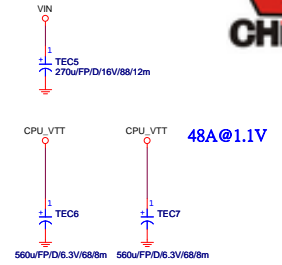 VIN
CHi
1
+
TEC5
270u/FP/D/16V/88/12m
CPU_VTT
CPU_VTT
48A@1.1V
1
1
+
TEC6
+
TEC7
560u/FP/D/6.3V/68/8m
560u/FP/D/6.3V/68/8m